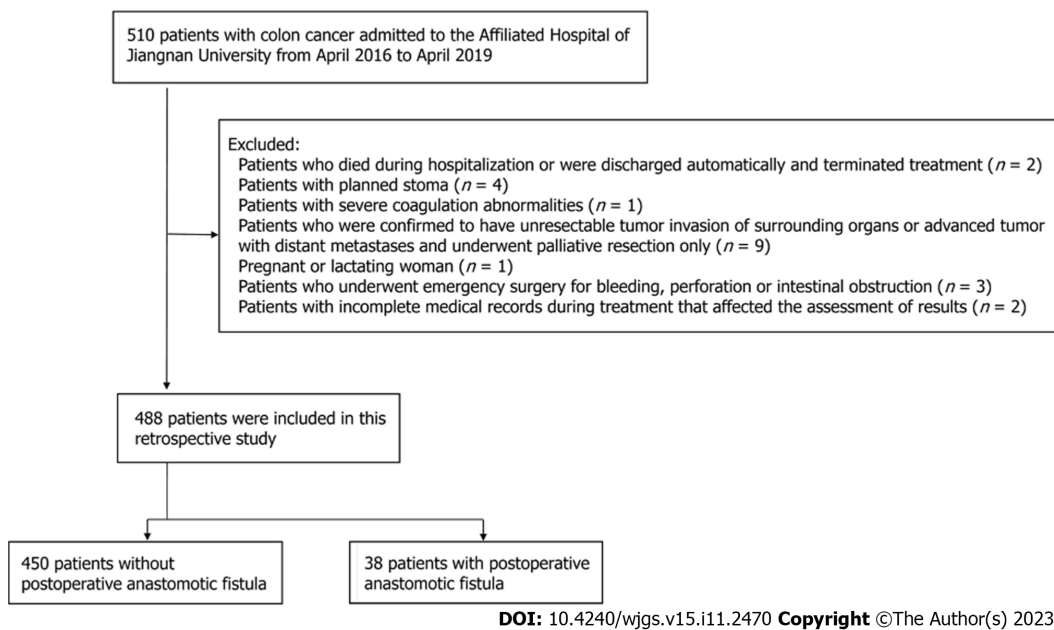 510 patients with colon cancer admitted to the Affiliated Hospital of
Jiangnan University from April 2016 to April 2019
Excluded:
Patients who died during hospitalization or were discharged automatically and terminated treatment (n = 2)
Patients with planned stoma (n = 4)
Patients with severe coagulation abnormalities (n = 1)
Patients who were confirmed to have unresectable tumor invasion of surrounding organs or advanced tumor
with distant metastases and underwent palliative resection only (n = 9)
Pregnant or lactating woman (n = 1)
Patients who underwent emergency surgery for bleeding, perforation or intestinal obstruction (n = 3)
Patients with incomplete medical records during treatment that affected the assessment of results (n = 2)
488 patients were included in this
retrospective study
450 patients without
postoperative anastomotic fistula
38 patients with postoperative
anastomotic fistula
DOI: 10.4240/wjgs.v15.i11.2470 Copyright ©The Author(s) 2023